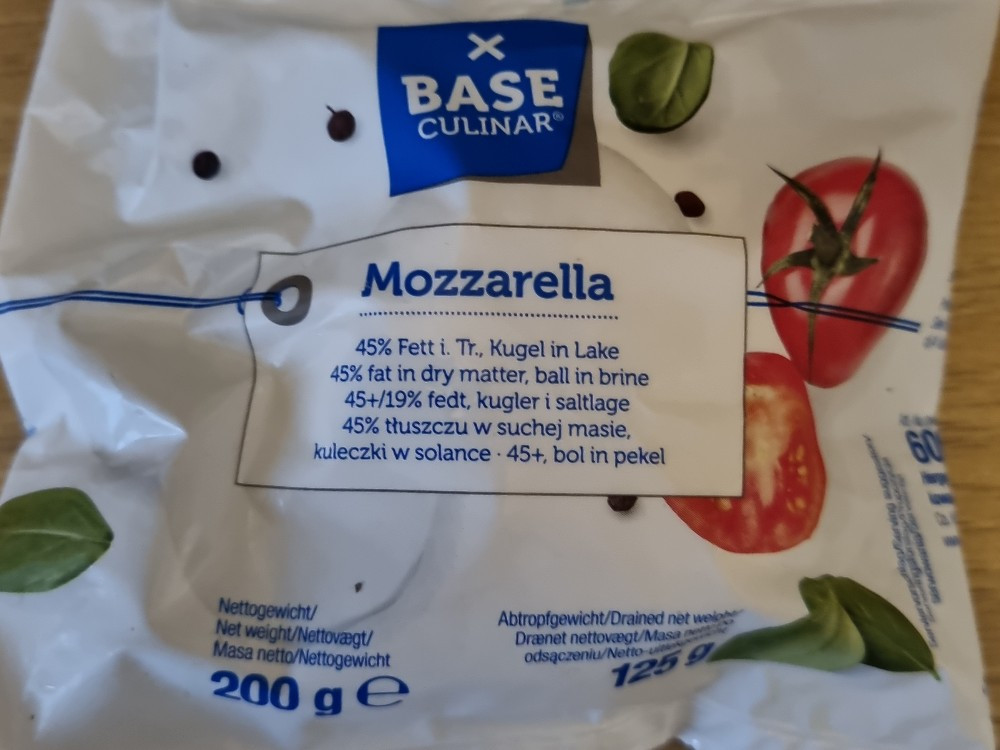 BASE
CULINAR®
Mozzarella
45% Fett i. Tr., Kugel in Lake
45% fat in dry matter, ball in brine
45+/19% fedt, kugler i saltlage
45% tłuszczu w suchej masie,
kuleczki w solance · 45+, bol in pekel
Nettogewicht/
Net weight/Nettovægt/
Masa netto/Nettogewicht
200 g ℮
Abtropfgewicht/Drained net weight/
Drænet nettovægt/Masa
odsączeniu/
125 g